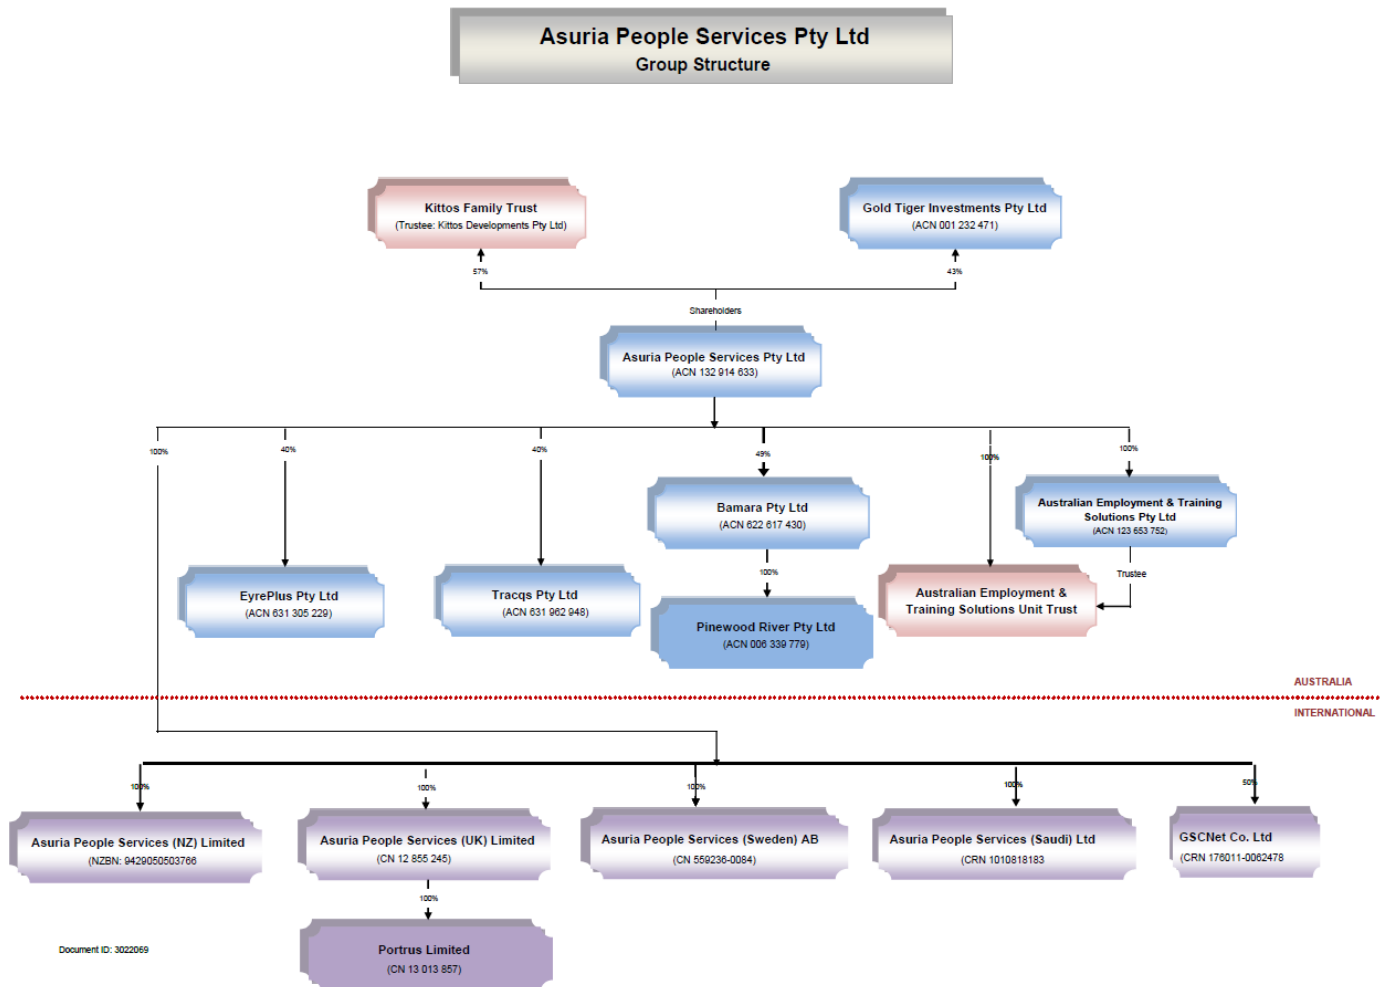 Asuria People Services Pty Ltd
Group Structure
Kittos Family Trust
(Trustee: Kittos Developments Pty Ltd)
Gold Tiger Investments Pty Ltd
(ACN 001 232 471)
57%
43%
Shareholders
Asuria People Services Pty Ltd
(ACN 132 914 633)
100%
40%
40%
49%
100%
100%
Bamara Pty Ltd
(ACN 622 617 430)
Australian Employment & Training
Solutions Pty Ltd
(ACN 123 653 752)
100%
Trustee
EyrePlus Pty Ltd
(ACN 631 305 229)
Tracqs Pty Ltd
(ACN 631 962 948)
Pinewood River Pty Ltd
(ACN 006 339 779)
Australian Employment &
Training Solutions Unit Trust
AUSTRALIA
INTERNATIONAL
100%
100%
100%
100%
50%
Asuria People Services (NZ) Limited
(NZBN: 9429050503766
Asuria People Services (UK) Limited
(CN 12 855 245)
Asuria People Services (Sweden) AB
(CN 559236-0084)
Asuria People Services (Saudi) Ltd
(CRN 1010818183
GSCNet Co. Ltd
(CRN 176011-0062478
100%
Portrus Limited
(CN 13 013 857)
Document ID: 3022069